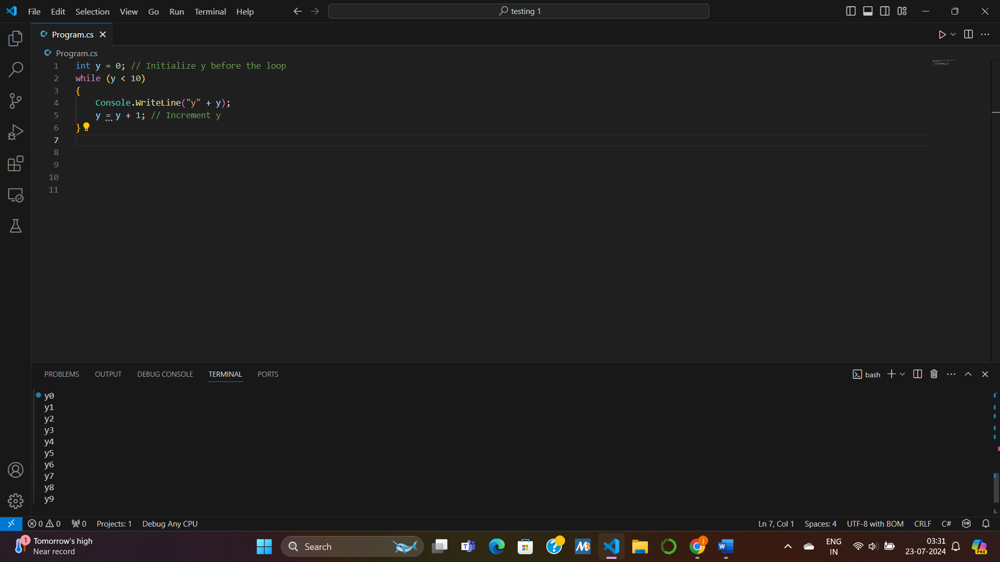 File Edit Selection View Go Run Terminal Help
testing 1
C# Program.cs
C# Program.cs
1 int y = 0; // Initialize y before the loop
2 while (y < 10)
3 {
4 Console.WriteLine("y" + y);
5 y = y + 1; // Increment y
6 }
7
8
9
10
11
PROBLEMS OUTPUT DEBUG CONSOLE TERMINAL PORTS
bash
y0
y1
y2
y3
y4
y5
y6
y7
y8
y9
0 0 0 Projects: 1 Debug Any CPU
Ln 7, Col 1 Spaces: 4 UTF-8 with BOM CRLF C#
1
Tomorrow's high
Near record
Search
ENG
IN
03:31
23-07-2024
PRE